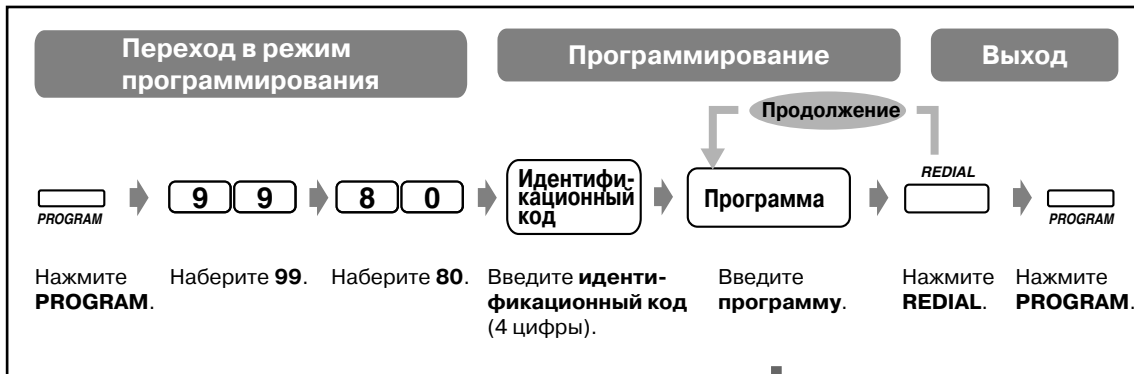 Переход в режим
программирования
Программирование
Выход
Продолжение
PROGRAM
9 9
8 0
Идентифи-
кационный
код
Программа
REDIAL
PROGRAM
Нажмите
PROGRAM.
Наберите 99.
Наберите 80.
Введите иденти-
фикационный код
(4 цифры).
Введите
программу.
Нажмите
REDIAL.
Нажмите
PROGRAM.